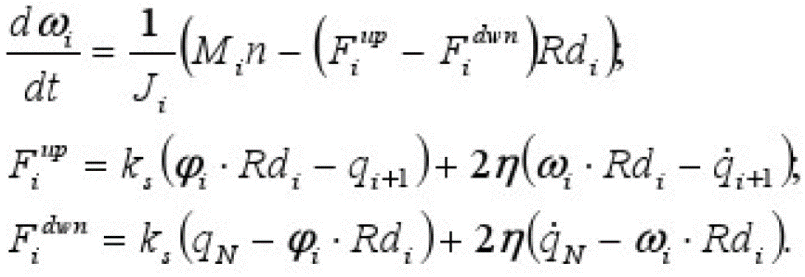 dω_i/dt = 1/J_i (M_i n − (F_i^{up} − F_i^{dwn})Rd_i);
F_i^{up} = k_s(φ_i · Rd_i − q_{i+1}) + 2η(ω_i · Rd_i − q̇_{i+1});
F_i^{dwn} = k_s(q_N − φ_i · Rd_i) + 2η(q̇_N − ω_i · Rd_i).